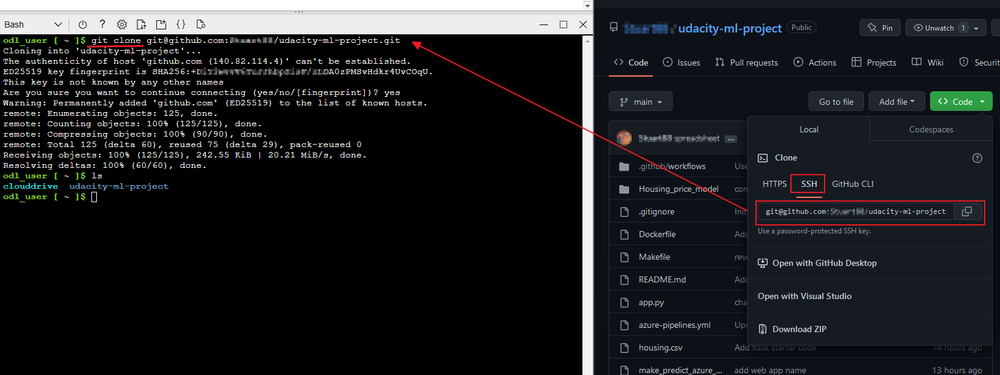 Bash
odl_user [ ~ ]$ git clone git@github.com: /udacity-ml-project.git
Cloning into 'udacity-ml-project'...
The authenticity of host 'github.com (140.82.114.4)' can't be established.
ED25519 key fingerprint is SHA256: DA0zPMSvHdkr4UvCOqU.
This key is not known by any other names
Are you sure you want to continue connecting (yes/no/[fingerprint])? yes
Warning: Permanently added 'github.com' (ED25519) to the list of known hosts.
remote: Enumerating objects: 125, done.
remote: Counting objects: 100% (125/125), done.
remote: Compressing objects: 100% (90/90), done.
remote: Total 125 (delta 60), reused 75 (delta 29), pack-reused 0
Receiving objects: 100% (125/125), 242.55 KiB | 20.21 MiB/s, done.
Resolving deltas: 100% (60/60), done.
odl_user [ ~ ]$ ls
clouddrive udacity-ml-project
odl_user [ ~ ]$
/ udacity-ml-project Public
Pin
Unwatch 1
Code
Issues
Pull requests
Actions
Projects
Wiki
Securit
main
Go to file
Add file
Code
...
.github/workflows Use
Housing_price_model com
.gitignore Init
Dockerfile Add
Makefile reve
README.md Add
app.py cha
azure-pipelines.yml Upd
housing.csv Add flask starter code 14 hours ago
make_predict_azure_... add web app name 13 hours ago
Local
Codespaces
Clone
HTTPS
SSH
GitHub CLI
git@github.com: /udacity-ml-project
Use a password-protected SSH key.
Open with GitHub Desktop
Open with Visual Studio
Download ZIP